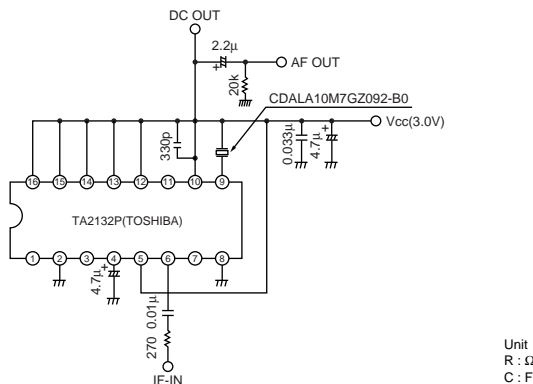 DC OUT
2.2μ
+
AF OUT
20k
CDALA10M7GZ092-B0
Vcc(3.0V)
330p
0.033μ
4.7μ
+
16 15 14 13 12 11 10 9
TA2132P(TOSHIBA)
1 2 3 4 5 6 7 8
4.7μ
+
0.01μ
270
IF-IN
Unit
R : Ω
C : F